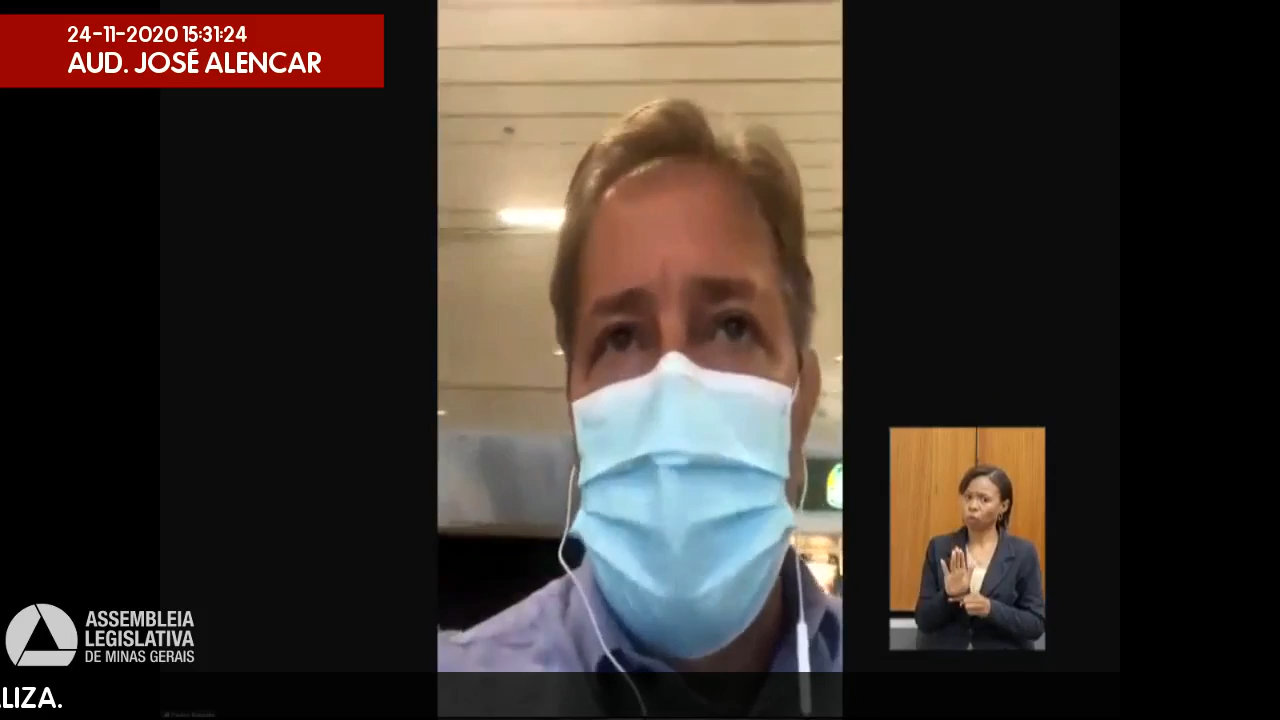 24-11-2020 15:31:24
AUD. JOSÉ ALENCAR
ASSEMBLEIA
LEGISLATIVA
DE MINAS GERAIS
LIZA.